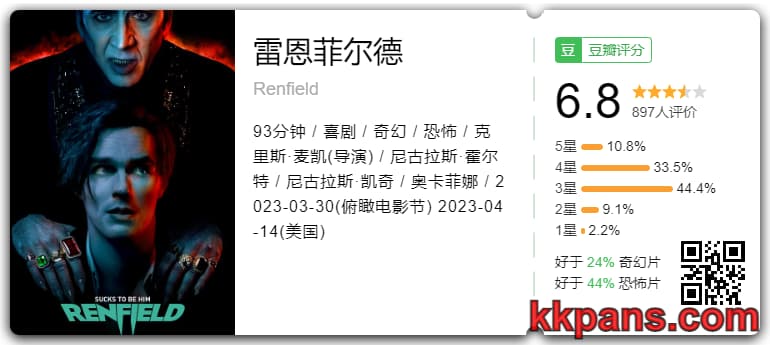 雷恩菲尔德
Renfield
93分钟 / 喜剧 / 奇幻 / 恐怖 / 克
里斯·麦凯(导演) / 尼古拉斯·霍尔
特 / 尼古拉斯·凯奇 / 奥卡菲娜 / 2
023-03-30(俯瞰电影节) 2023-04
-14(美国)
SUCKS TO BE HIM
RENFIELD
豆 豆瓣评分
6.8
897人评价
5星 10.8%
4星 33.5%
3星 44.4%
2星 9.1%
1星 2.2%
好于 24% 奇幻片
好于 44% 恐怖片
kkpans.com